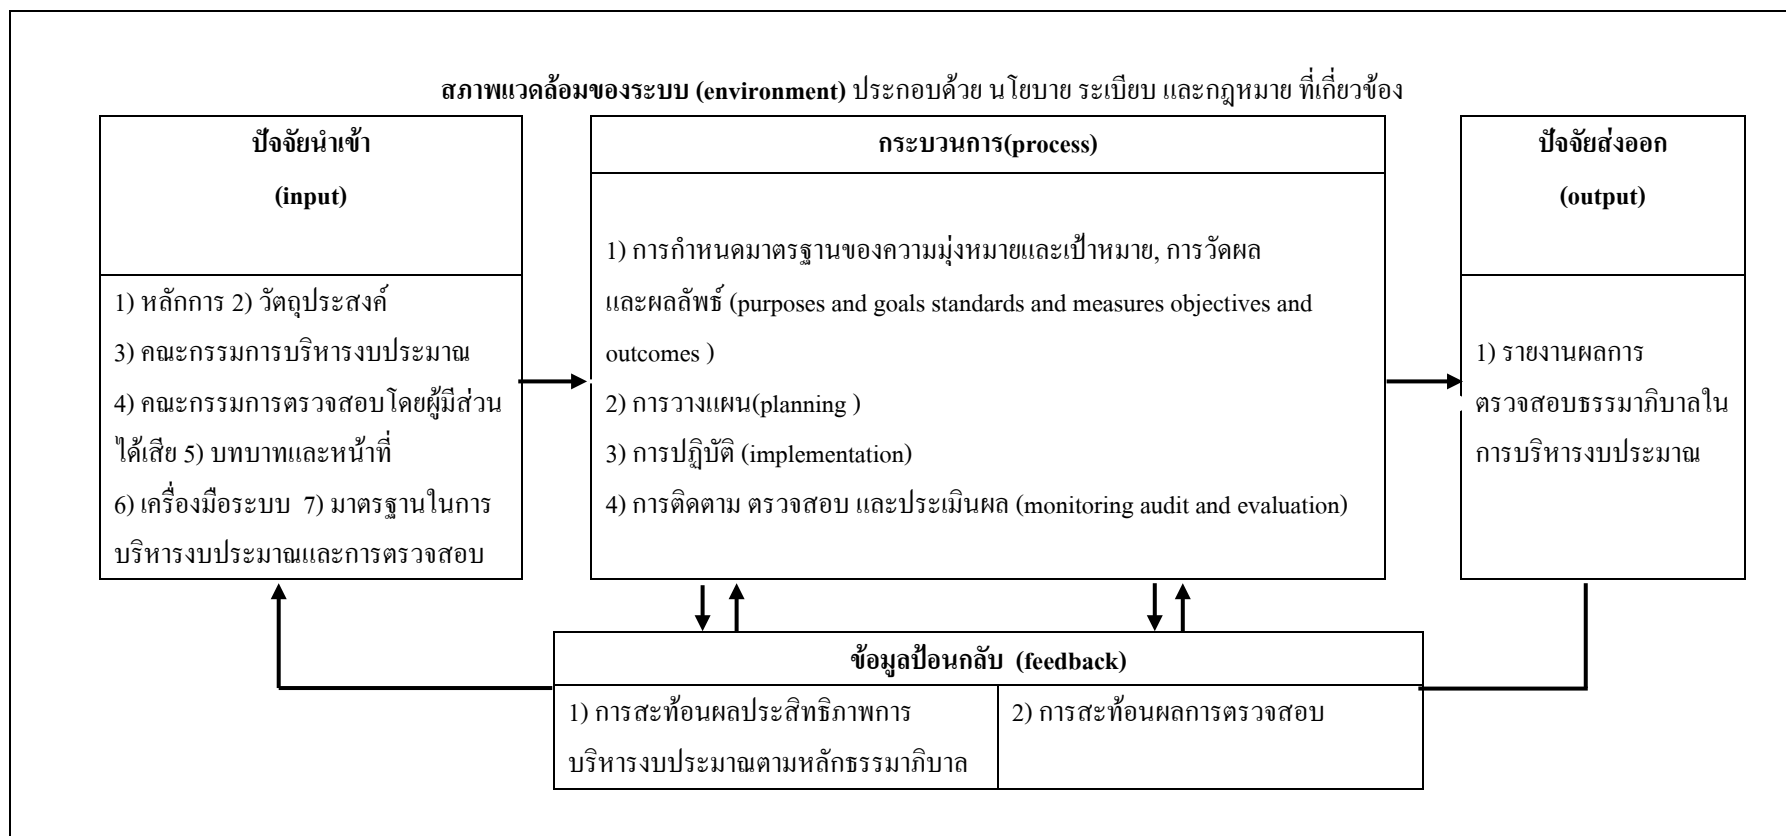 สภาพแวดล้อมของระบบ (environment) ประกอบด้วย นโยบาย ระเบียบ และกฎหมาย ที่เกี่ยวข้อง
ปัจจัยนำเข้า
(input)
1) หลักการ 2) วัตถุประสงค์
3) คณะกรรมการบริหารงบประมาณ
4) คณะกรรมการตรวจสอบโดยผู้มีส่วน
ได้เสีย 5) บทบาทและหน้าที่
6) เครื่องมือระบบ 7) มาตรฐานในการ
บริหารงบประมาณและการตรวจสอบ
กระบวนการ(process)
1) การกำหนดมาตรฐานของความมุ่งหมายและเป้าหมาย, การวัดผล
และผลลัพธ์ (purposes and goals standards and measures objectives and
outcomes )
2) การวางแผน(planning )
3) การปฏิบัติ (implementation)
4) การติดตาม ตรวจสอบ และประเมินผล (monitoring audit and evaluation)
ปัจจัยส่งออก
(output)
1) รายงานผลการ
ตรวจสอบธรรมาภิบาลใน
การบริหารงบประมาณ
ข้อมูลป้อนกลับ (feedback)
1) การสะท้อนผลประสิทธิภาพการ
บริหารงบประมาณตามหลักธรรมาภิบาล
2) การสะท้อนผลการตรวจสอบ